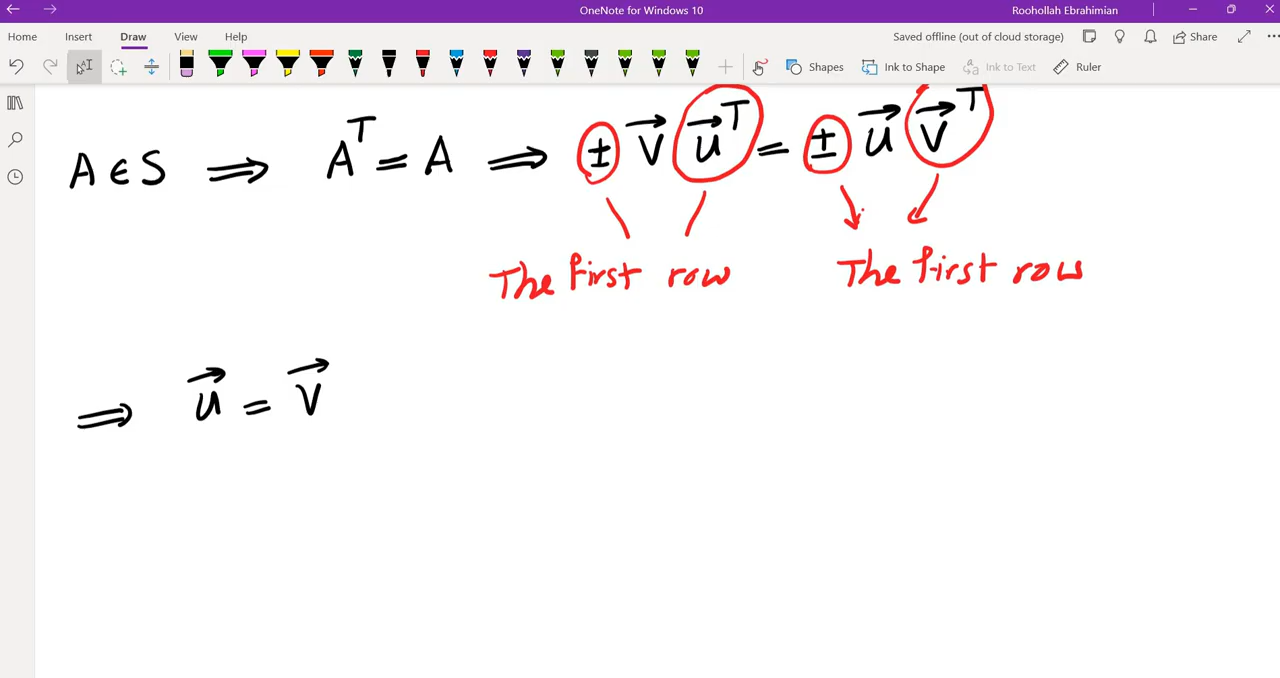 OneNote for Windows 10
Roohollah Ebrahimian
Home Insert Draw View Help
Saved offline (out of cloud storage) Share
Shapes Ink to Shape Ink to Text Ruler
A ∈ S ⟹ Aᵀ = A ⟹ ± v⃗ u⃗ᵀ = ± u⃗ v⃗ᵀ
The first row The first row
⟹ u⃗ = v⃗